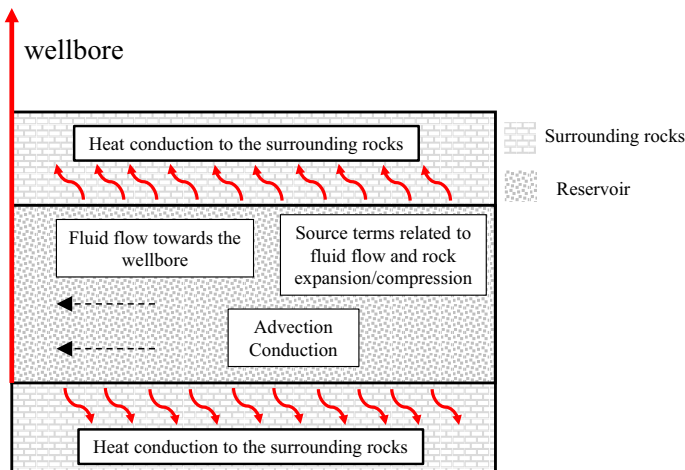 wellbore
Heat conduction to the surrounding rocks
Surrounding rocks
Reservoir
Fluid flow towards the
wellbore
Source terms related to
fluid flow and rock
expansion/compression
Advection
Conduction
Heat conduction to the surrounding rocks